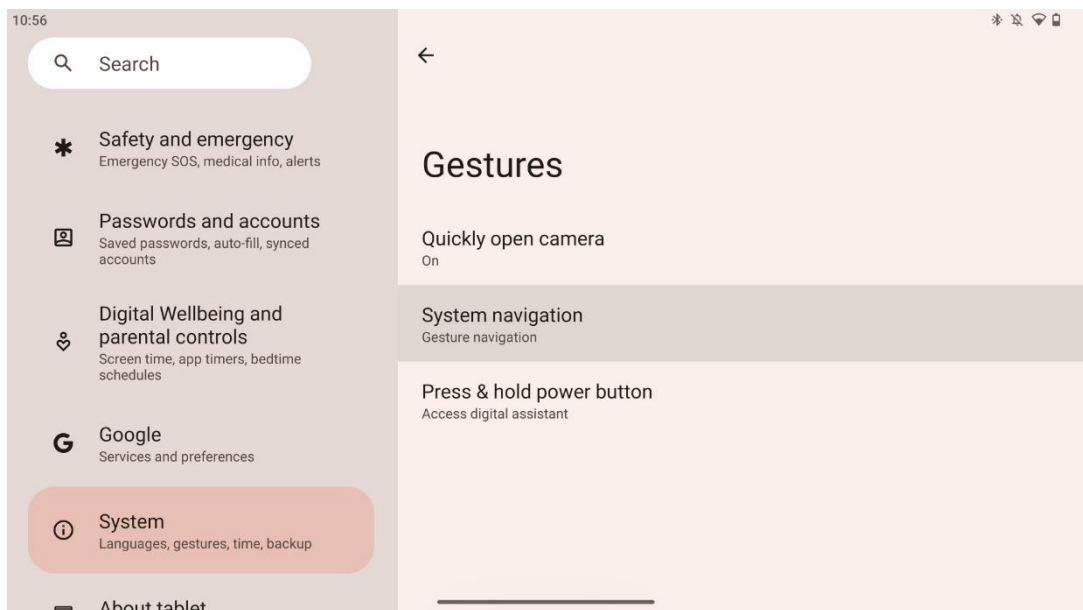 10:56
Search
Safety and emergency
Emergency SOS, medical info, alerts
Passwords and accounts
Saved passwords, auto-fill, synced
accounts
Digital Wellbeing and
parental controls
Screen time, app timers, bedtime
schedules
Google
Services and preferences
System
Languages, gestures, time, backup
About tablet
Gestures
Quickly open camera
On
System navigation
Gesture navigation
Press & hold power button
Access digital assistant